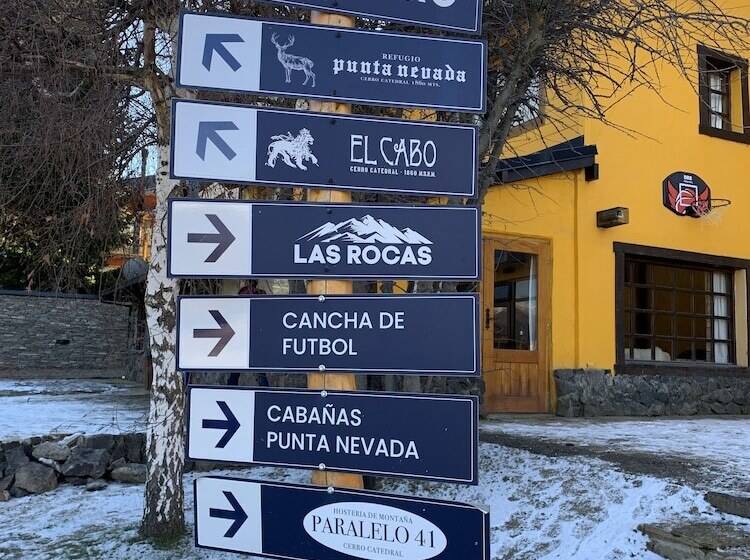 REFUGIO
punta nevada
CERRO CATEDRAL 1800 MTS.
EL CABO
CERRO CATEDRAL · 1860 M.S.N.M.
LAS ROCAS
CANCHA DE
FUTBOL
CABAÑAS
PUNTA NEVADA
HOSTERIA DE MONTAÑA
PARALELO 41
CERRO CATEDRAL